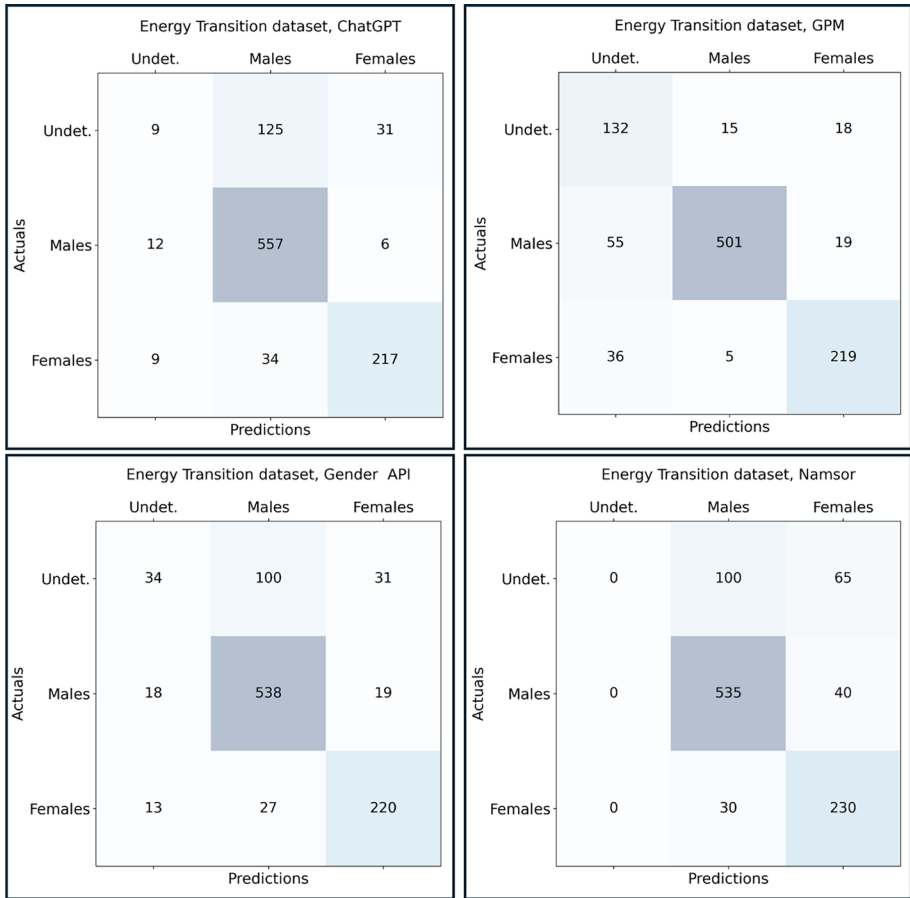 Energy Transition dataset, ChatGPT
Undet. Males Females
Undet. 9 125 31
Males 12 557 6
Females 9 34 217
Actuals
Predictions
Energy Transition dataset, GPM
Undet. Males Females
Undet. 132 15 18
Males 55 501 19
Females 36 5 219
Actuals
Predictions
Energy Transition dataset, Gender API
Undet. Males Females
Undet. 34 100 31
Males 18 538 19
Females 13 27 220
Actuals
Predictions
Energy Transition dataset, Namsor
Undet. Males Females
Undet. 0 100 65
Males 0 535 40
Females 0 30 230
Actuals
Predictions